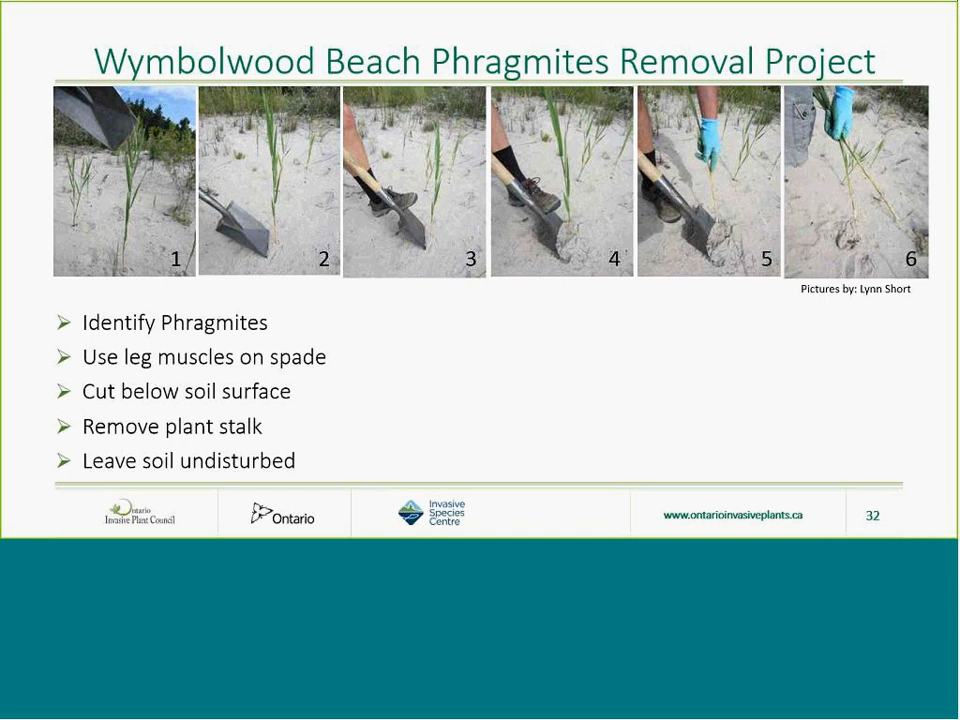 Wymbolwood Beach Phragmites Removal Project
1 2 3 4 5 6
Pictures by: Lynn Short
Identify Phragmites
Use leg muscles on spade
Cut below soil surface
Remove plant stalk
Leave soil undisturbed
Ontario
Invasive Plant Council
Ontario
Invasive
Species
Centre
www.ontarioinvasiveplants.ca
32